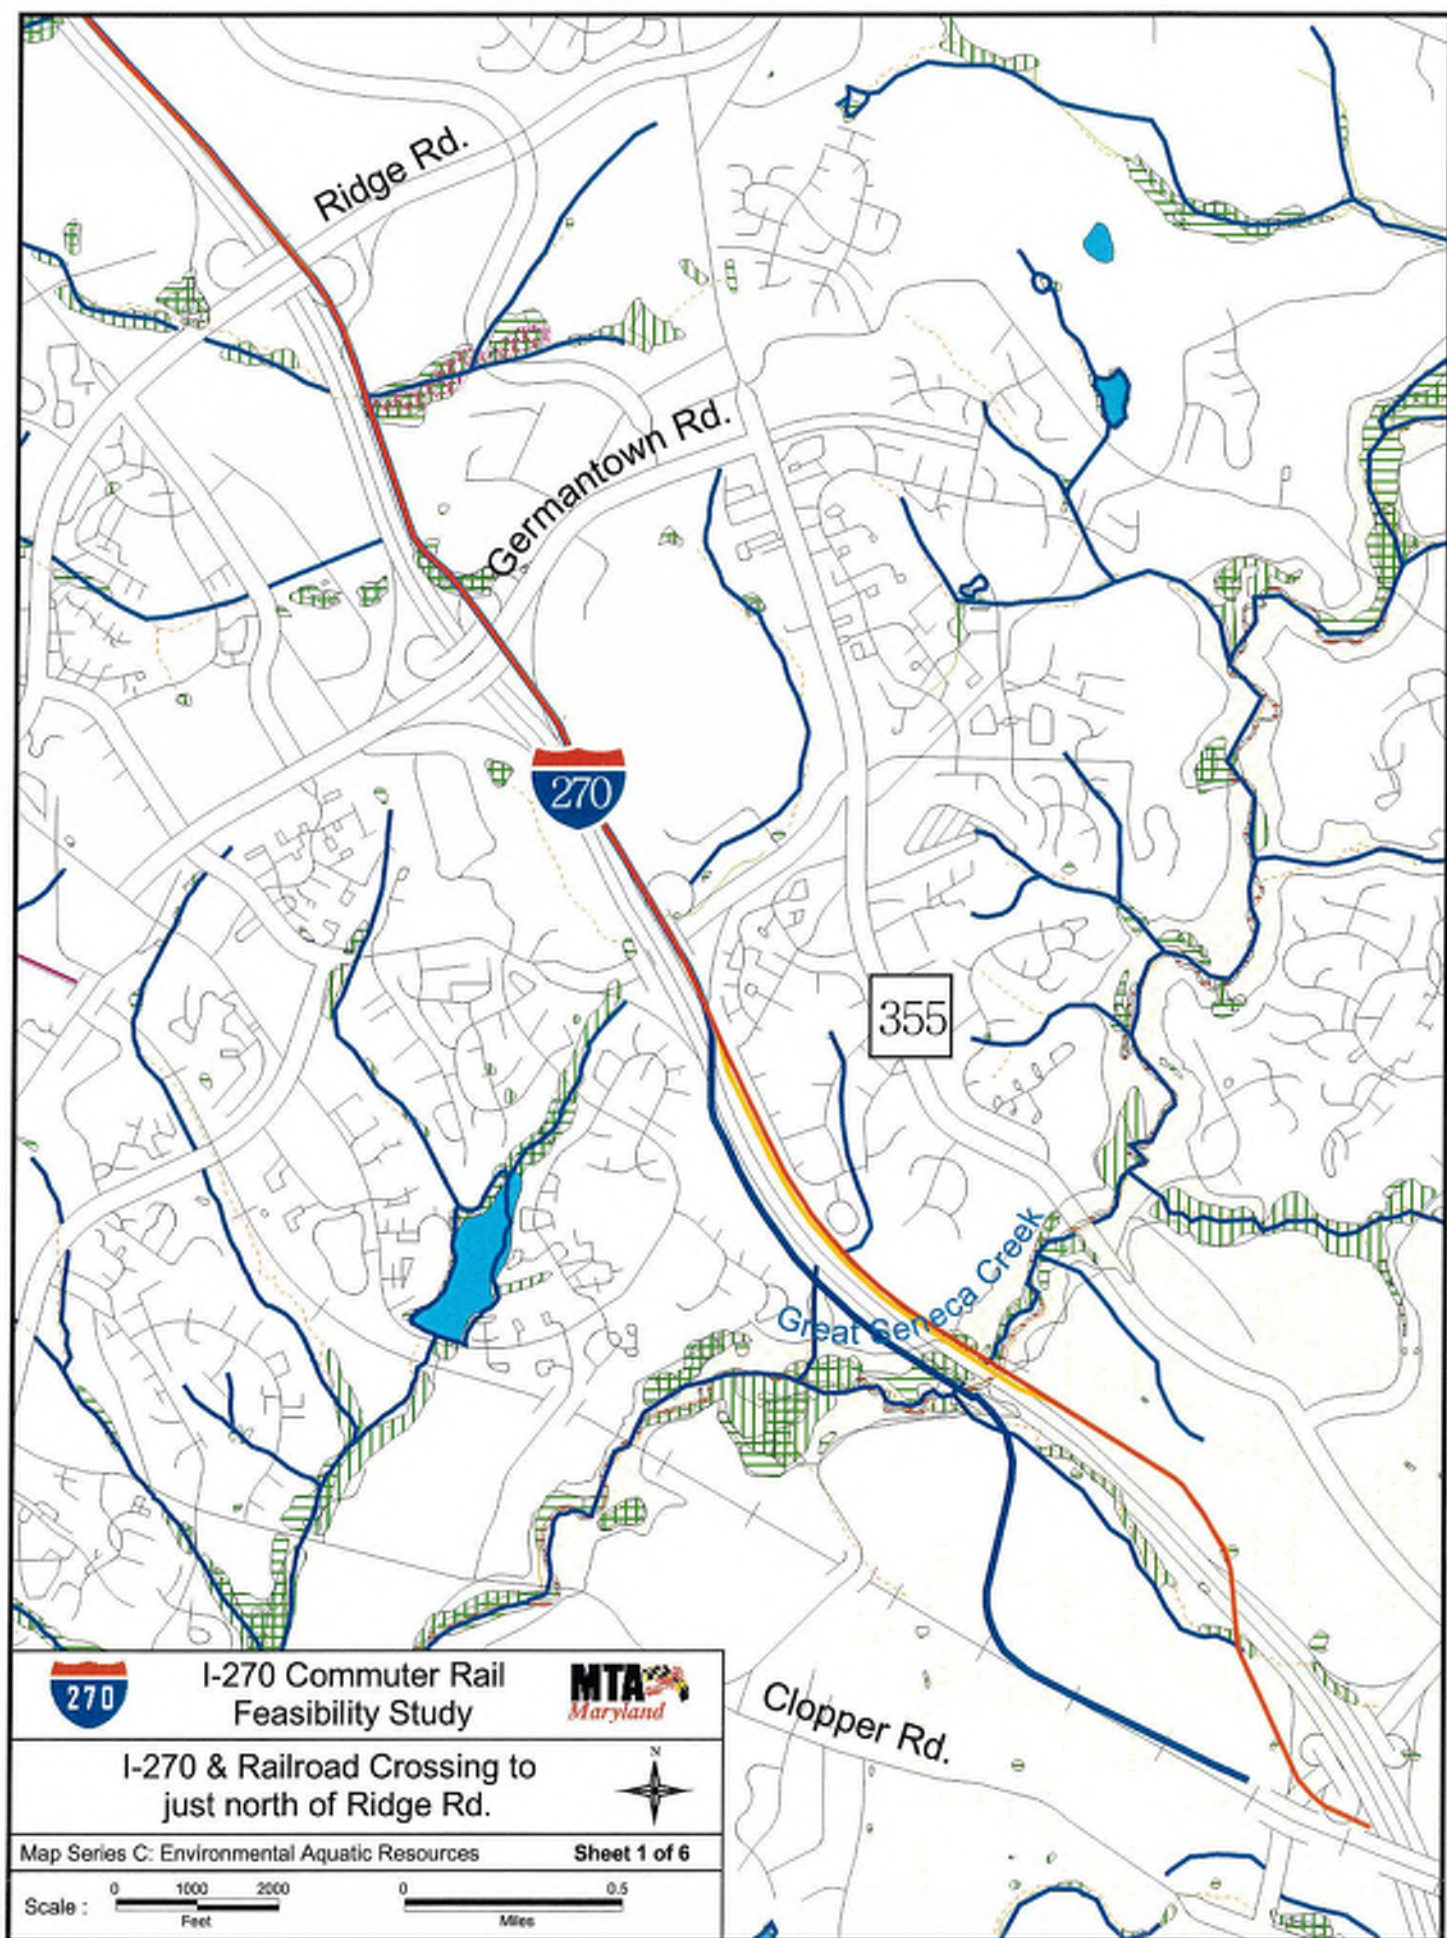 Ridge Rd.
Germantown Rd.
270
355
Great Seneca Creek
Clopper Rd.
270
I-270 Commuter Rail
Feasibility Study
MTA
Maryland
I-270 & Railroad Crossing to
just north of Ridge Rd.
N
Map Series C: Environmental Aquatic Resources
Sheet 1 of 6
Scale :
0 1000 2000
Feet
0 0.5
Miles